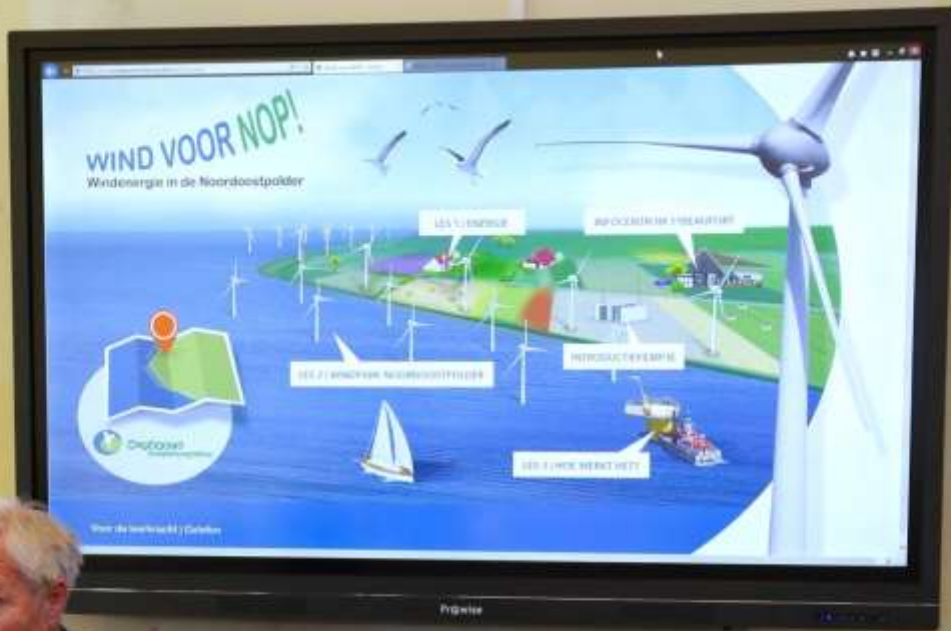 WIND VOOR NOP!
Windenergie in de Noordoostpolder
LES 1 | ENERGIE
INFOCENTRUM
INTRODUCTIEFILMPJE
LES 2 | WINDPARK NOORDOOSTPOLDER
LES 3 | HOE WERKT HET?
Voor de leerkracht | Colofon
Prowise